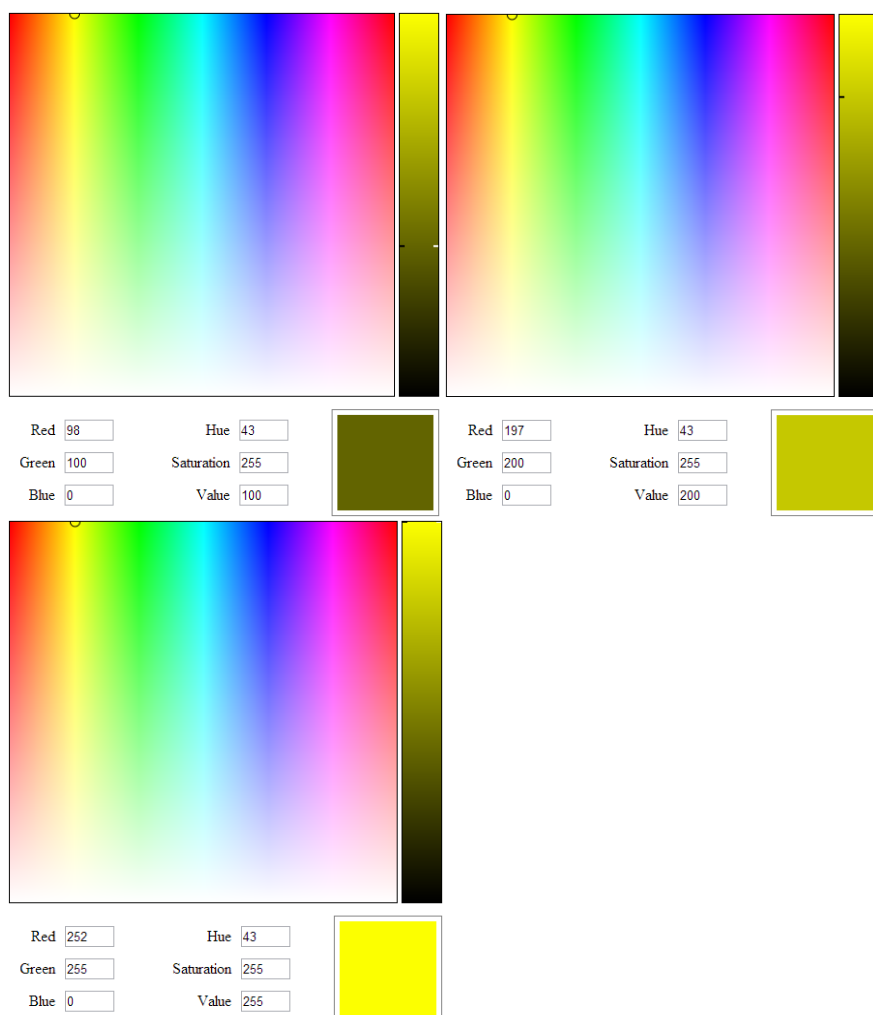 Red 98 Hue 43
Green 100 Saturation 255
Blue 0 Value 100
Red 197 Hue 43
Green 200 Saturation 255
Blue 0 Value 200
Red 252 Hue 43
Green 255 Saturation 255
Blue 0 Value 255